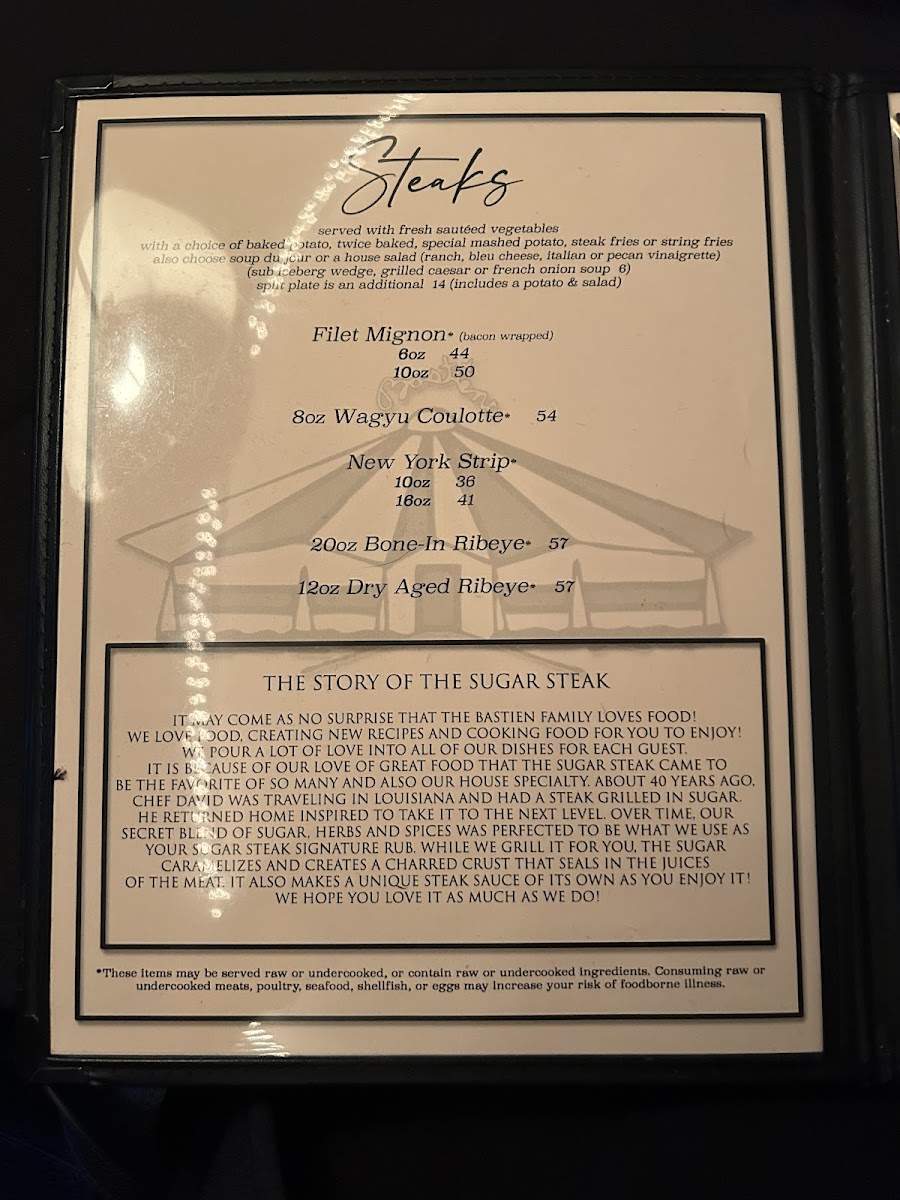 Steaks
served with fresh sautéed vegetables
with a choice of baked potato, twice baked, special mashed potato, steak fries or string fries
also choose soup du jour or a house salad (ranch, bleu cheese, italian or pecan vinaigrette)
(sub iceberg wedge, grilled caesar or french onion soup 6)
split plate is an additional 14 (includes a potato & salad)
Filet Mignon* (bacon wrapped)
6oz 44
10oz 50
8oz Wagyu Coulotte* 54
New York Strip*
10oz 36
16oz 41
20oz Bone-In Ribeye* 57
12oz Dry Aged Ribeye* 57
THE STORY OF THE SUGAR STEAK
IT MAY COME AS NO SURPRISE THAT THE BASTIEN FAMILY LOVES FOOD!
WE LOVE FOOD, CREATING NEW RECIPES AND COOKING FOOD FOR YOU TO ENJOY!
WE POUR A LOT OF LOVE INTO ALL OF OUR DISHES FOR EACH GUEST.
IT IS BECAUSE OF OUR LOVE OF GREAT FOOD THAT THE SUGAR STEAK CAME TO
BE THE FAVORITE OF SO MANY AND ALSO OUR HOUSE SPECIALTY. ABOUT 40 YEARS AGO,
CHEF DAVID WAS TRAVELING IN LOUISIANA AND HAD A STEAK GRILLED IN SUGAR.
HE RETURNED HOME INSPIRED TO TAKE IT TO THE NEXT LEVEL. OVER TIME, OUR
SECRET BLEND OF SUGAR, HERBS AND SPICES WAS PERFECTED TO BE WHAT WE USE AS
YOUR SUGAR STEAK SIGNATURE RUB. WHILE WE GRILL IT FOR YOU, THE SUGAR
CARAMELIZES AND CREATES A CHARRED CRUST THAT SEALS IN THE JUICES
OF THE MEAT. IT ALSO MAKES A UNIQUE STEAK SAUCE OF ITS OWN AS YOU ENJOY IT!
WE HOPE YOU LOVE IT AS MUCH AS WE DO!
*These items may be served raw or undercooked, or contain raw or undercooked ingredients. Consuming raw or
undercooked meats, poultry, seafood, shellfish, or eggs may increase your risk of foodborne illness.